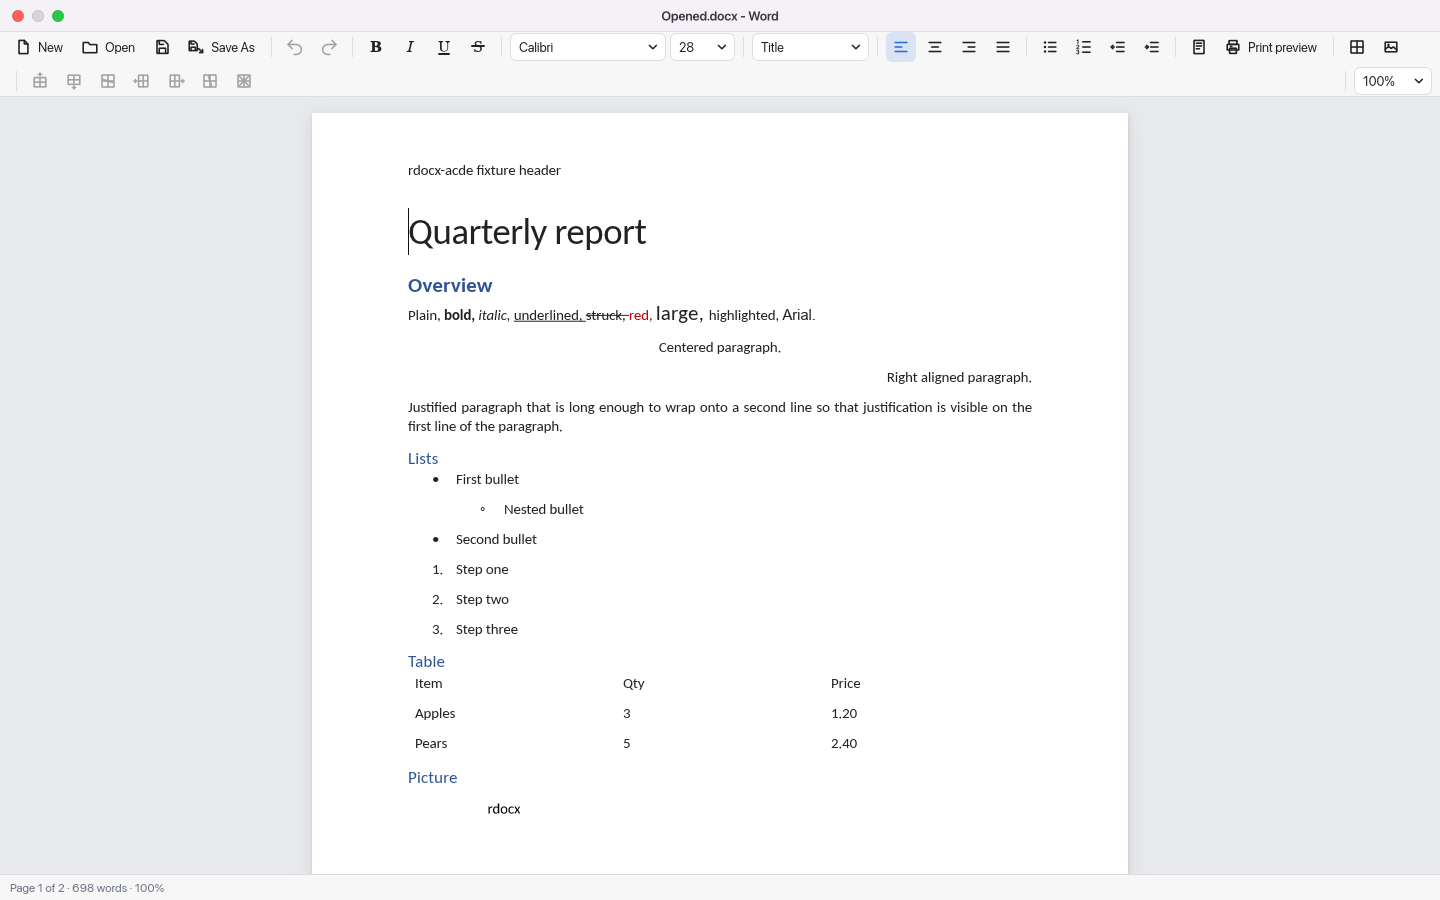 Opened.docx - Word
New Open Save As B I U S Calibri 28 Title Print preview
100%
rdocx-acde fixture header
Quarterly report
Overview
Plain, bold, italic, underlined, struck, red, large, highlighted, Arial.
Centered paragraph.
Right aligned paragraph.
Justified paragraph that is long enough to wrap onto a second line so that justification is visible on the
first line of the paragraph.
Lists
• First bullet
◦ Nested bullet
• Second bullet
1. Step one
2. Step two
3. Step three
Table
Item Qty Price
Apples 3 1.20
Pears 5 2.40
Picture
rdocx
Page 1 of 2 · 698 words · 100%